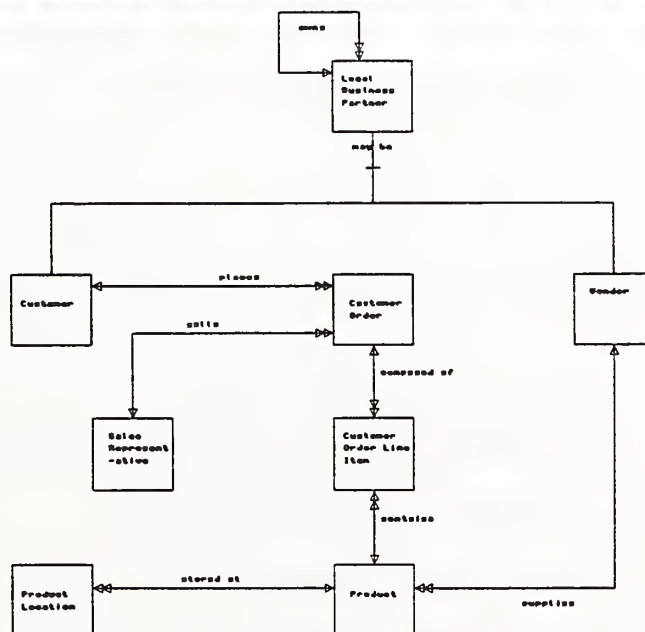 owns
Legal
Business
Partner
may be
Customer
places
Customer
Order
Vendor
sells
composed of
Sales
Represent
-ative
Customer
Order Line
Item
contains
Product
Location
stored at
Product
supplies